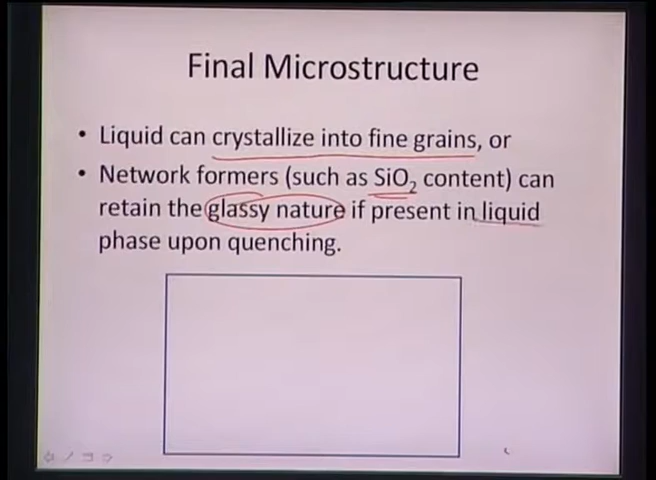 Final Microstructure
• Liquid can crystallize into fine grains, or
• Network formers (such as SiO₂ content) can
retain the glassy nature if present in liquid
phase upon quenching.